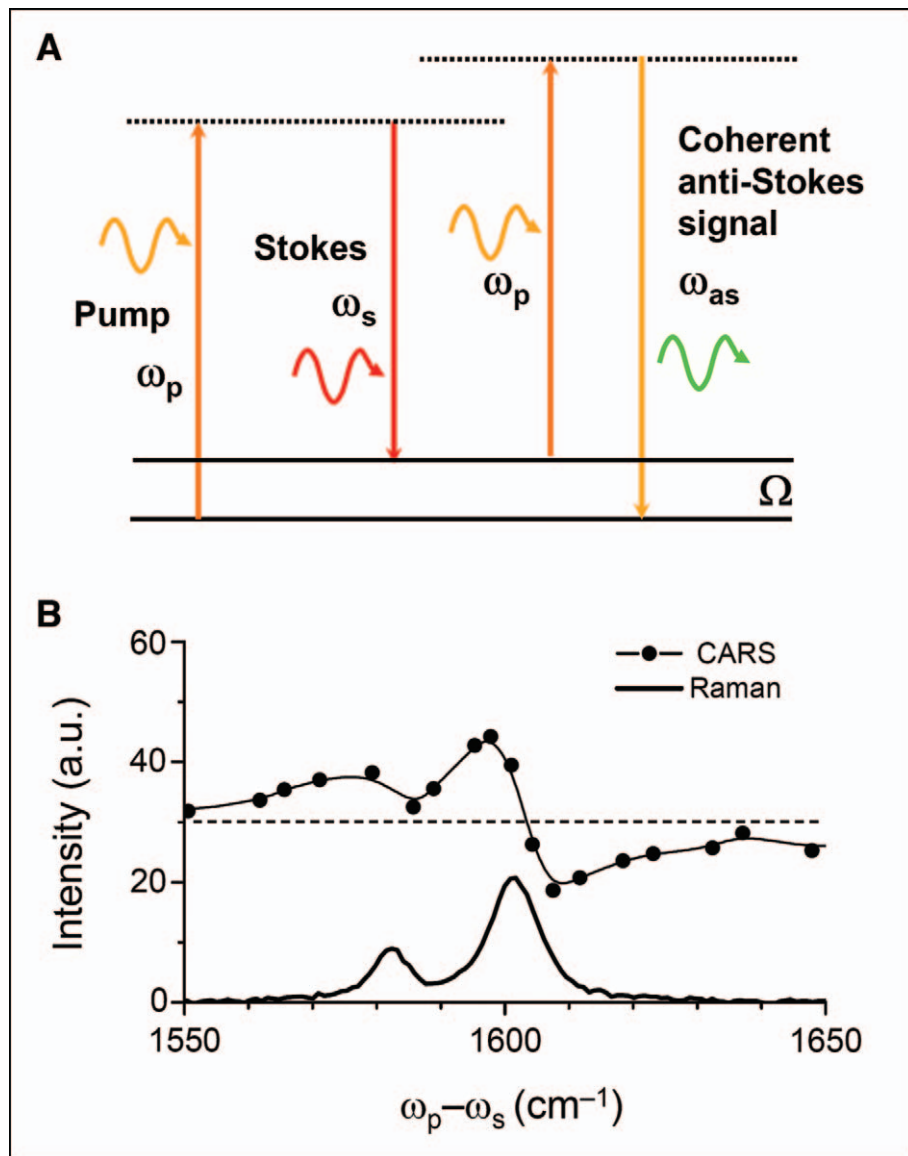 A
Pump
ωp
Stokes
ωs
ωp
Coherent
anti-Stokes
signal
ωas
Ω
B
CARS
Raman
Intensity (a.u.)
60
40
20
0
1550
1600
1650
ωp–ωs (cm⁻¹)